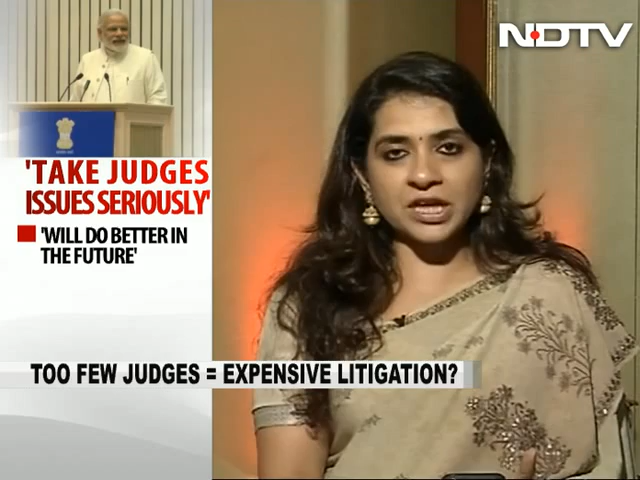 NDTV
'TAKE JUDGES
ISSUES SERIOUSLY'
'WILL DO BETTER IN
THE FUTURE'
TOO FEW JUDGES = EXPENSIVE LITIGATION?